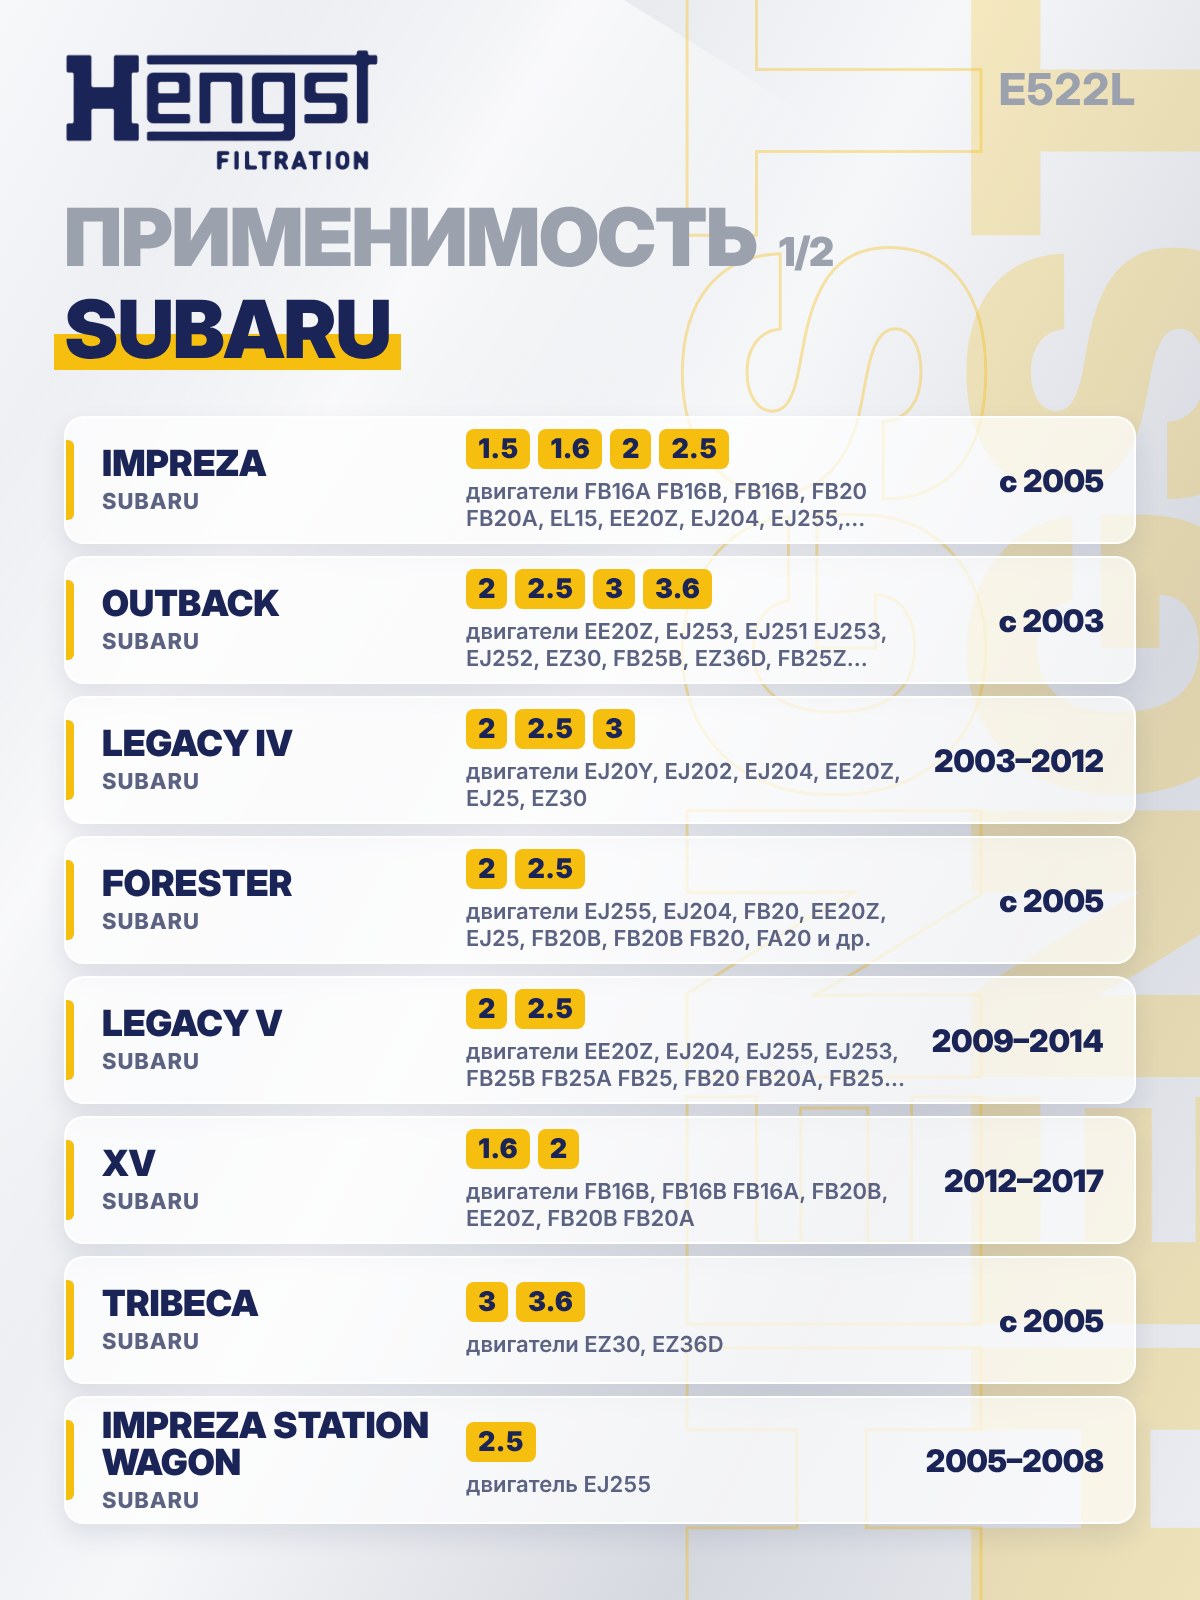 Hengst
FILTRATION
E522L
ПРИМЕНИМОСТЬ 1/2
SUBARU
IMPREZA
SUBARU
1.5 1.6 2 2.5
двигатели FB16A FB16B, FB16B, FB20
FB20A, EL15, EE20Z, EJ204, EJ255,...
с 2005
OUTBACK
SUBARU
2 2.5 3 3.6
двигатели EE20Z, EJ253, EJ251 EJ253,
EJ252, EZ30, FB25B, EZ36D, FB25Z...
с 2003
LEGACY IV
SUBARU
2 2.5 3
двигатели EJ20Y, EJ202, EJ204, EE20Z,
EJ25, EZ30
2003–2012
FORESTER
SUBARU
2 2.5
двигатели EJ255, EJ204, FB20, EE20Z,
EJ25, FB20B, FB20B FB20, FA20 и др.
с 2005
LEGACY V
SUBARU
2 2.5
двигатели EE20Z, EJ204, EJ255, EJ253,
FB25B FB25A FB25, FB20 FB20A, FB25...
2009–2014
XV
SUBARU
1.6 2
двигатели FB16B, FB16B FB16A, FB20B,
EE20Z, FB20B FB20A
2012–2017
TRIBECA
SUBARU
3 3.6
двигатели EZ30, EZ36D
с 2005
IMPREZA STATION
WAGON
SUBARU
2.5
двигатель EJ255
2005–2008
HENGST
HENGST